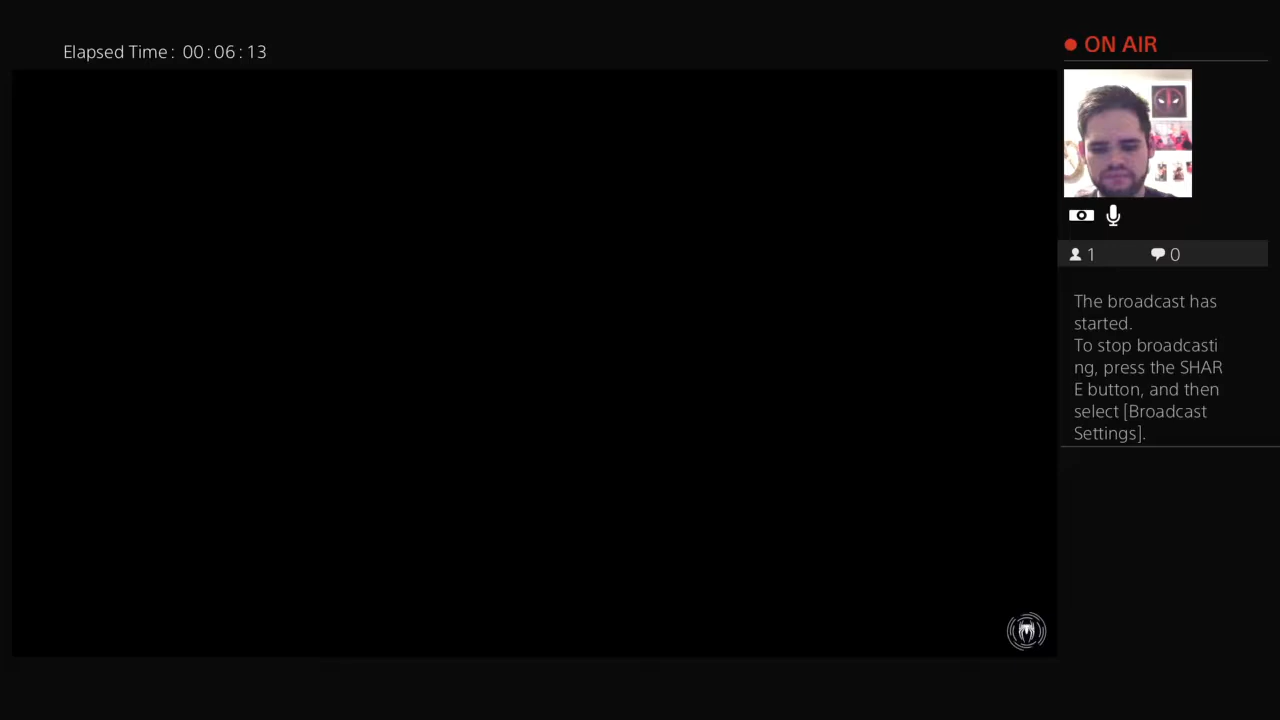 Elapsed Time: 00:06:13
ON AIR
1 0
The broadcast has
started.
To stop broadcasti
ng, press the SHAR
E button, and then
select [Broadcast
Settings].